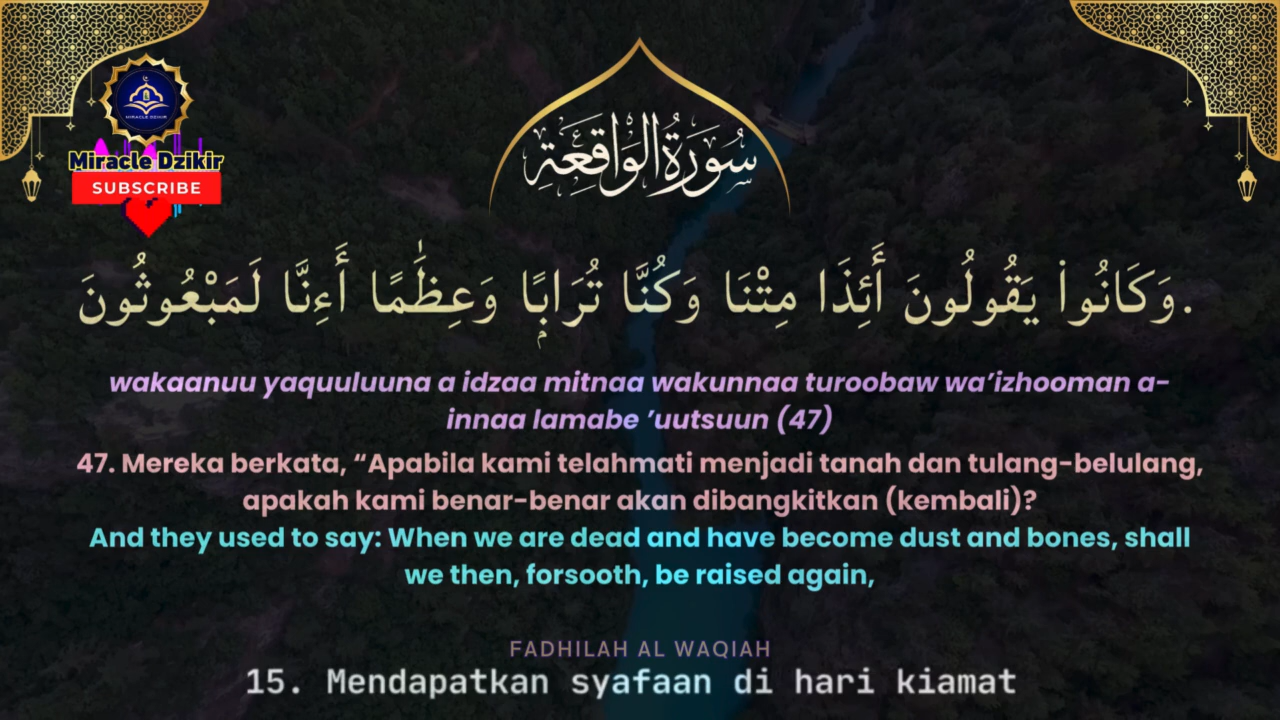 سُورَةُ الْوَاقِعَة
MIRACLE DZIKIR
Miracle Dzikir
SUBSCRIBE
وَكَانُوا۟ يَقُولُونَ أَئِذَا مِتْنَا وَكُنَّا تُرَابًۭا وَعِظَٰمًا أَءِنَّا لَمَبْعُوثُونَ.
wakaanuu yaquuluuna a idzaa mitnaa wakunnaa turoobaw wa’izhooman a-
innaa lamabe ’uutsuun (47)
47. Mereka berkata, “Apabila kami telahmati menjadi tanah dan tulang-belulang,
apakah kami benar-benar akan dibangkitkan (kembali)?
And they used to say: When we are dead and have become dust and bones, shall
we then, forsooth, be raised again,
FADHILAH AL WAQIAH
15. Mendapatkan syafaan di hari kiamat